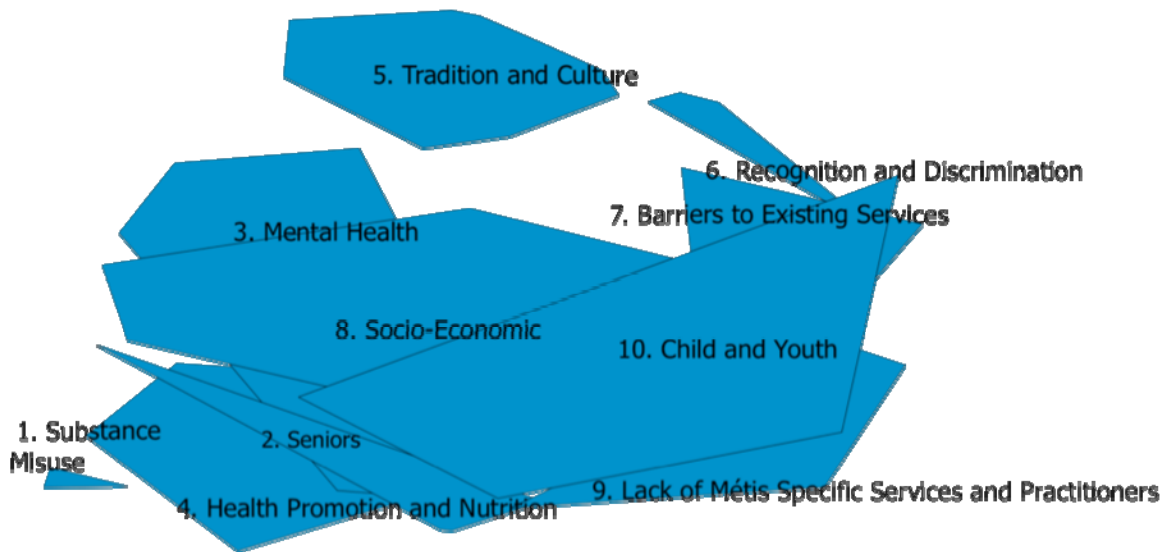 5. Tradition and Culture
6. Recognition and Discrimination
7. Barriers to Existing Services
3. Mental Health
8. Socio-Economic
10. Child and Youth
1. Substance
Misuse
2. Seniors
9. Lack of Métis Specific Services and Practitioners
4. Health Promotion and Nutrition